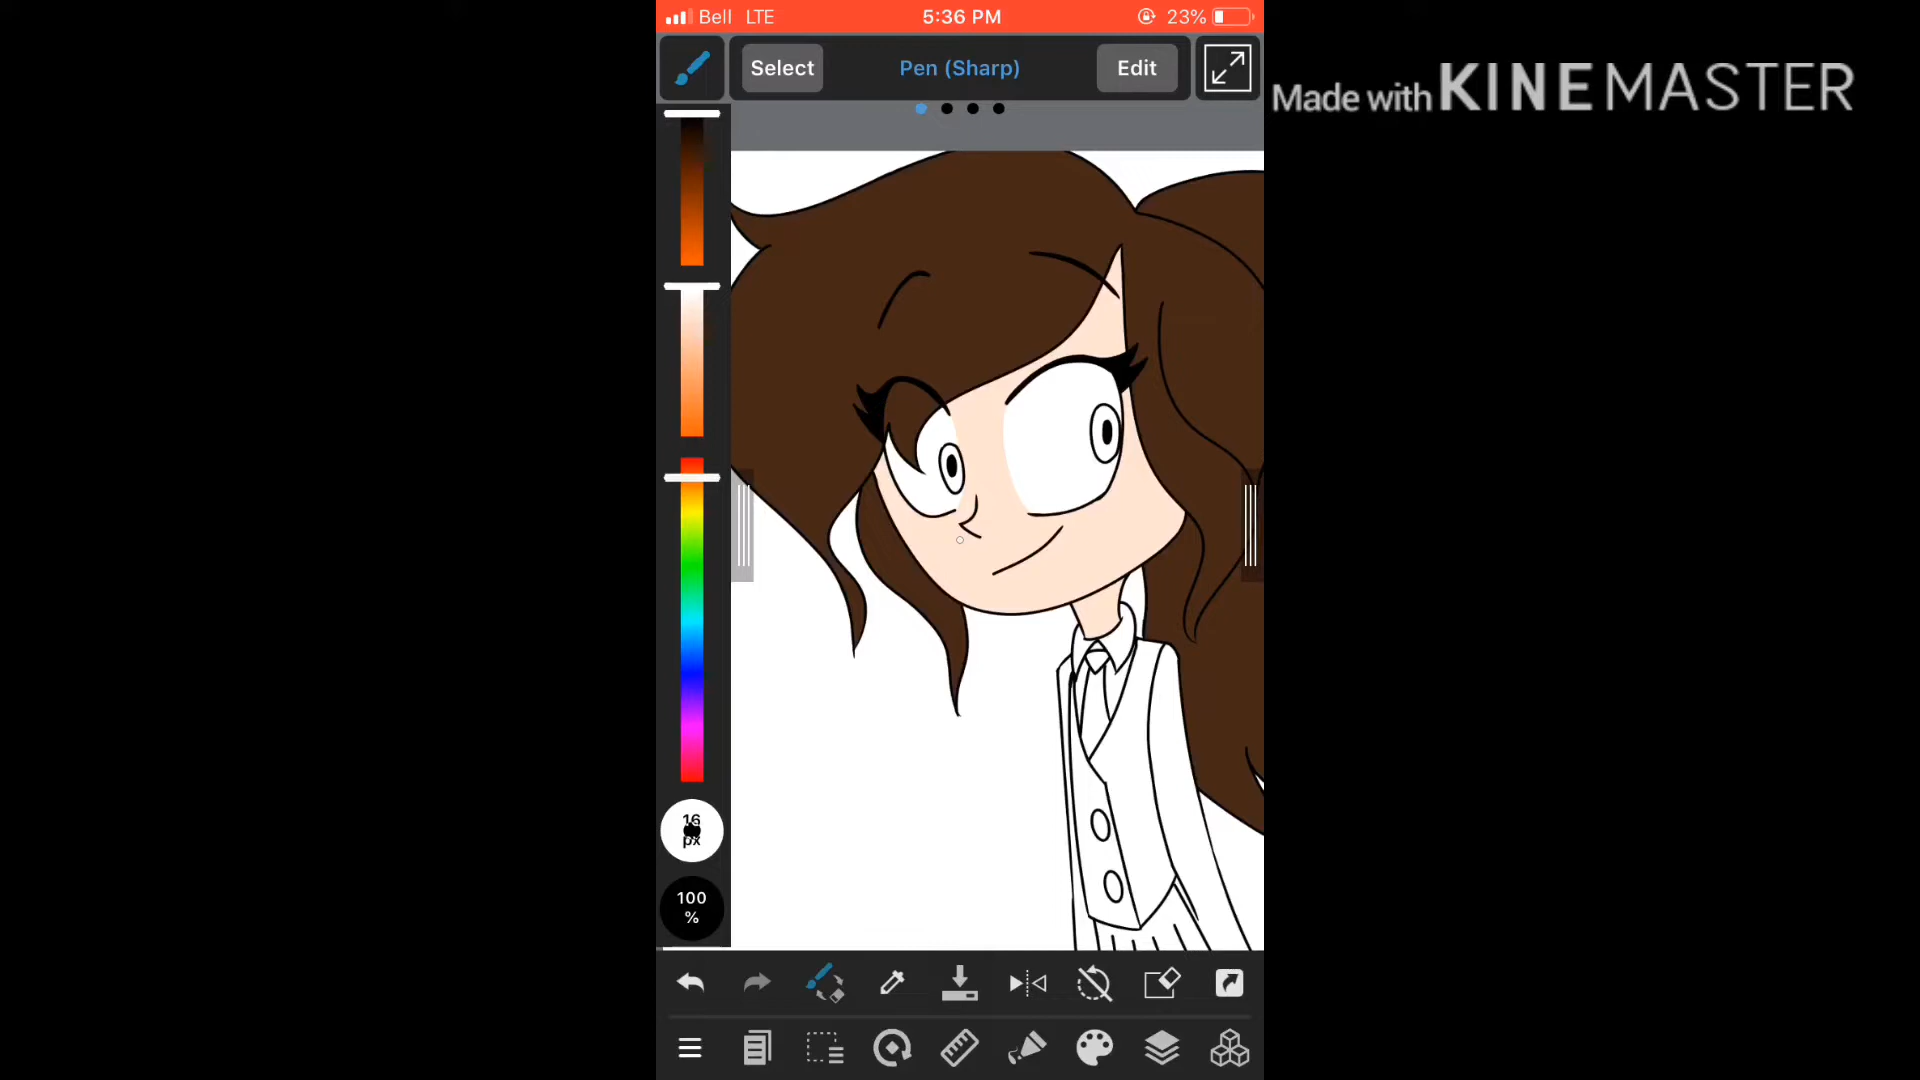 Bell LTE 5:36 PM 23%
Select Pen (Sharp) Edit
Made with KINEMASTER
16
px
100
%